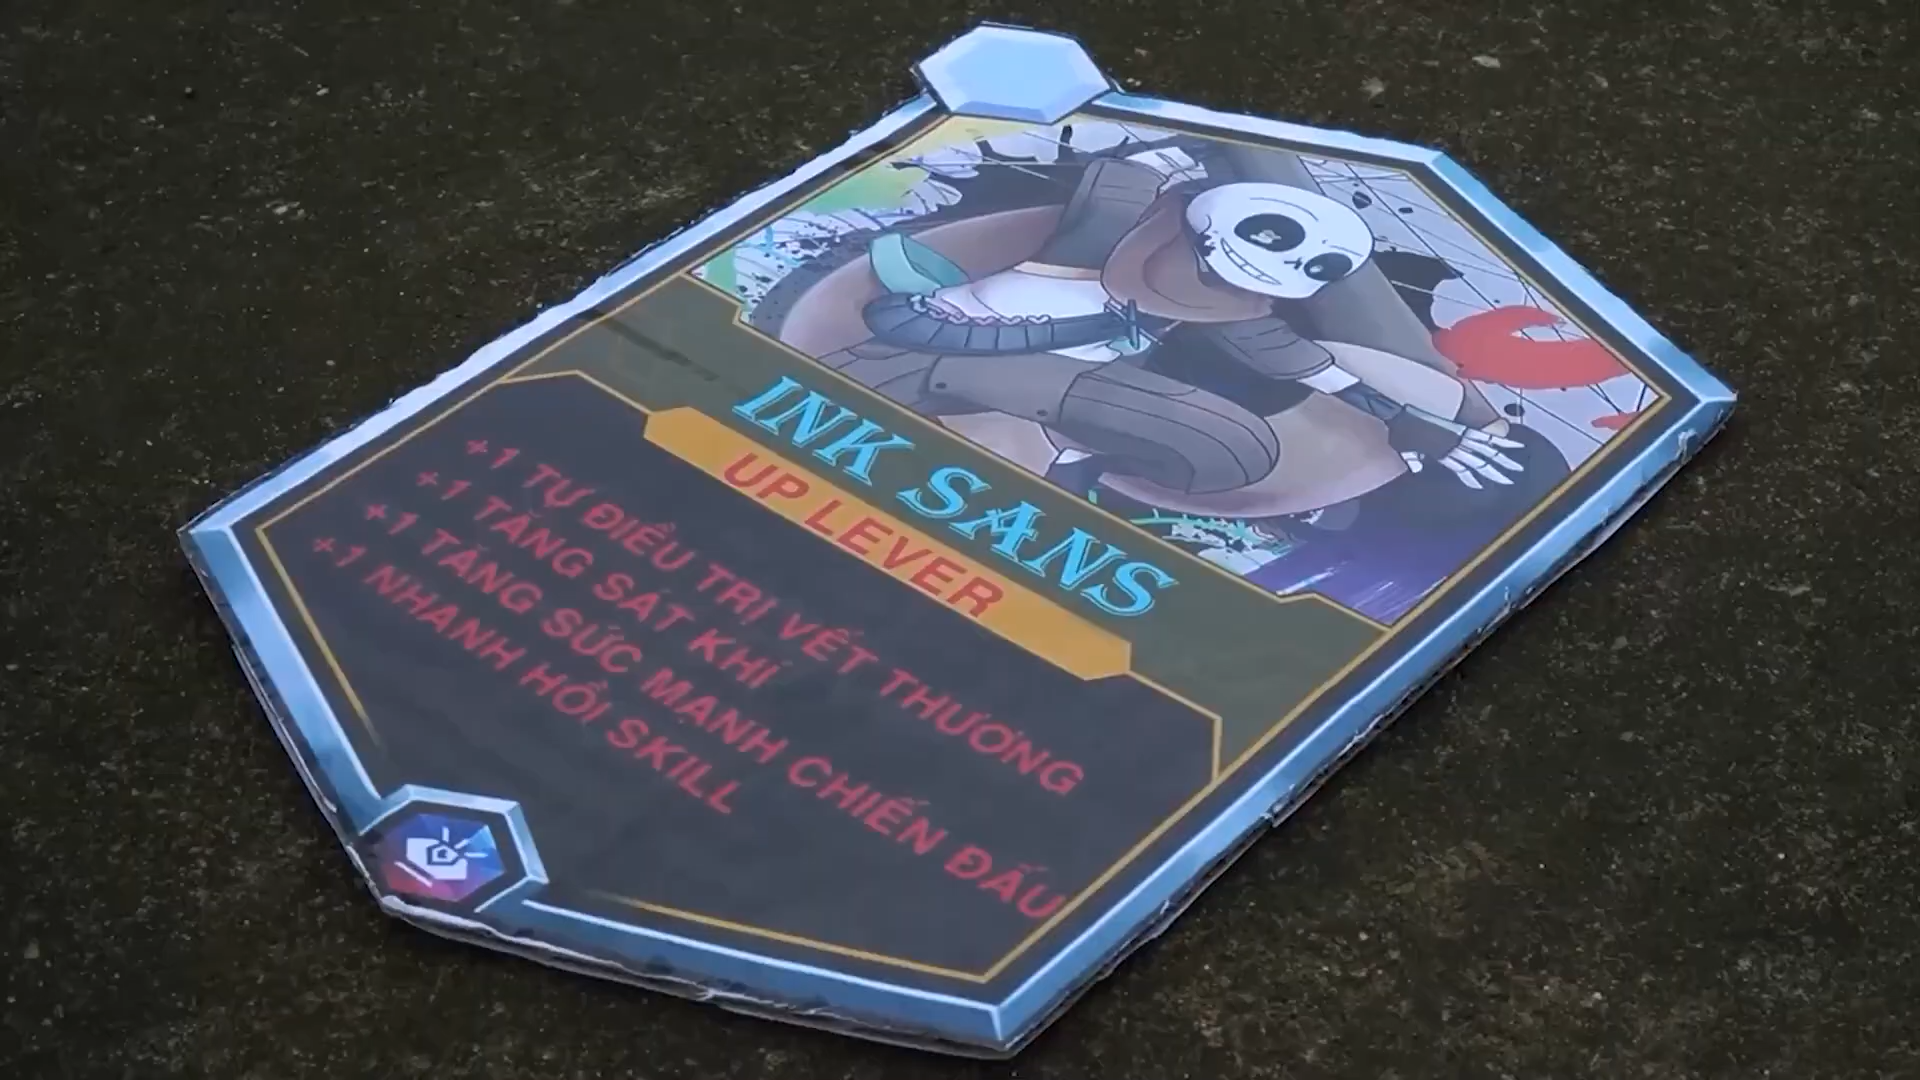 INK SANS
UP LEVER
+1 TỰ ĐIỀU TRỊ VẾT THƯƠNG
+1 TĂNG SÁT KHÍ
+1 TĂNG SỨC MẠNH CHIẾN ĐẤU
+1 NHANH HỒI SKILL